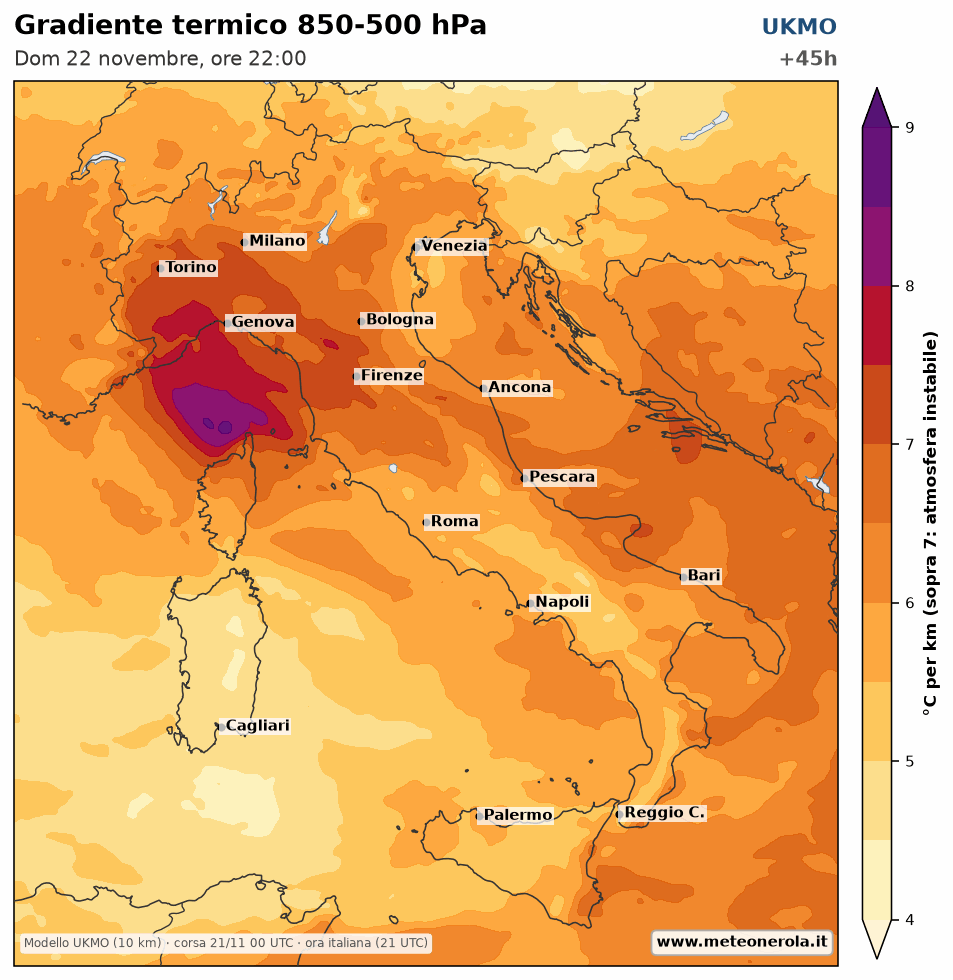 Gradiente termico 850-500 hPa
UKMO
Dom 22 novembre, ore 22:00
+45h
Milano
Venezia
Torino
Genova
Bologna
Firenze
Ancona
Pescara
Roma
Bari
Napoli
Cagliari
Palermo
Reggio C.
9
8
7
6
5
4
°C per km (sopra 7: atmosfera instabile)
Modello UKMO (10 km) · corsa 21/11 00 UTC · ora italiana (21 UTC)
www.meteonerola.it